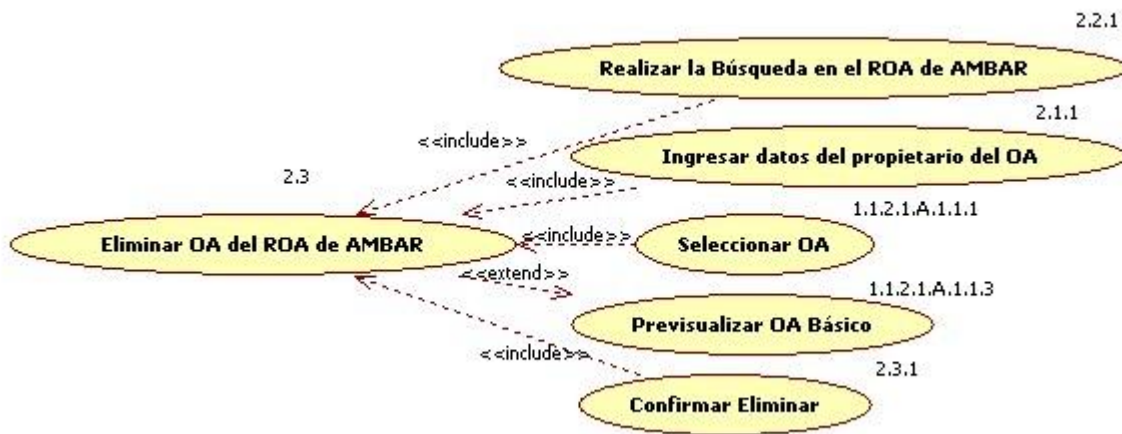 2.2.1
Realizar la Búsqueda en el ROA de AMBAR
2.1.1
<<include>>
Ingresar datos del propietario del OA
2.3
<<include>>
1.1.2.1.A.1.1.1
Eliminar OA del ROA de AMBAR
<<include>>
Seleccionar OA
<<extend>>
1.1.2.1.A.1.1.3
Previsualizar OA Básico
<<include>>
2.3.1
Confirmar Eliminar